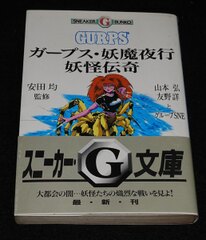 SNEAKER G BUNKO
GURPS
ガープス・妖魔夜行
妖怪伝奇
安田 均
監修
山本 弘
友野 詳
と
グループSNE
スニーカー・G文庫
大都会の闇…妖怪たちの熾烈な戦いを見よ!
最・新・刊